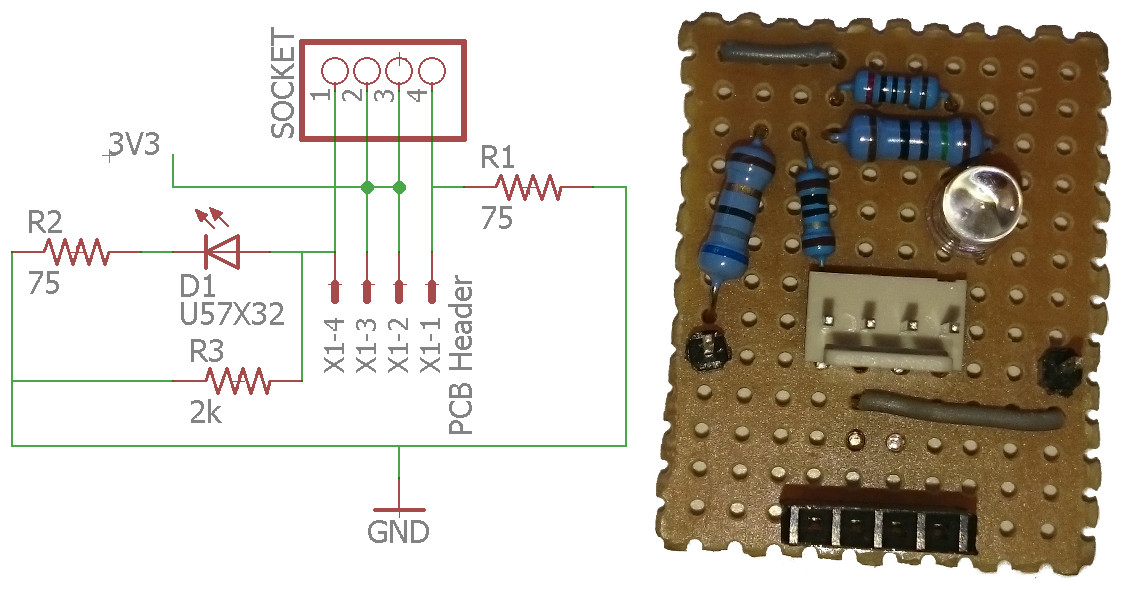 SOCKET
1
2
3
4
3V3
R1
75
R2
75
D1
U57X32
R3
2k
X1-4
X1-3
X1-2
X1-1
PCB Header
GND